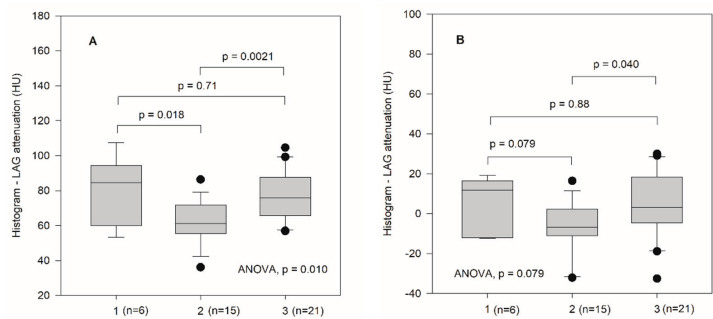 A
Histogram - LAG attenuation (HU)
180
160
140
120
100
80
60
40
20
p = 0.0021
p = 0.71
p = 0.018
ANOVA, p = 0.010
1 (n=6)
2 (n=15)
3 (n=21)
B
Histogram - LAG attenuation (HU)
100
80
60
40
20
0
-20
-40
p = 0.040
p = 0.88
p = 0.079
ANOVA, p = 0.079
1 (n=6)
2 (n=15)
3 (n=21)